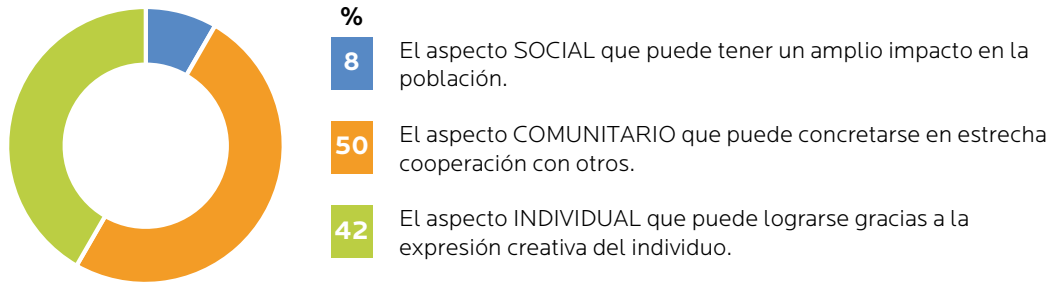 %
8
El aspecto SOCIAL que puede tener un amplio impacto en la
población.
50
El aspecto COMUNITARIO que puede concretarse en estrecha
cooperación con otros.
42
El aspecto INDIVIDUAL que puede lograrse gracias a la
expresión creativa del individuo.